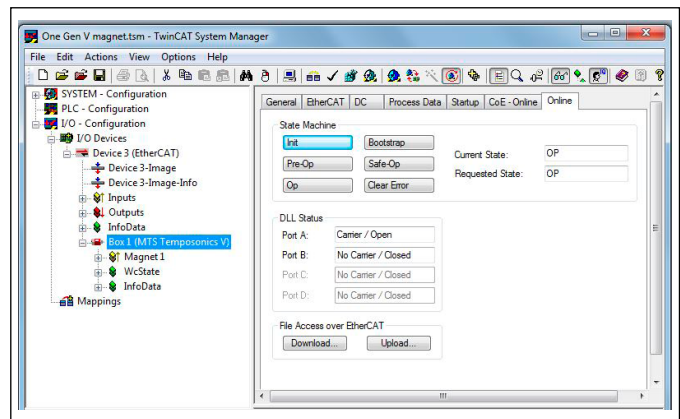 One Gen V magnet.tsm - TwinCAT System Manager
File Edit Actions View Options Help
SYSTEM - Configuration
PLC - Configuration
I/O - Configuration
I/O Devices
Device 3 (EtherCAT)
Device 3-Image
Device 3-Image-Info
Inputs
Outputs
InfoData
Box 1 (MTS Temposonics V)
Magnet 1
WcState
InfoData
Mappings
General EtherCAT DC Process Data Startup CoE - Online Online
State Machine
Init Bootstrap
Pre-Op Safe-Op
Op Clear Error
Current State: OP
Requested State: OP
DLL Status
Port A: Carrier / Open
Port B: No Carrier / Closed
Port C: No Carrier / Closed
Port D: No Carrier / Closed
File Access over EtherCAT
Download... Upload...